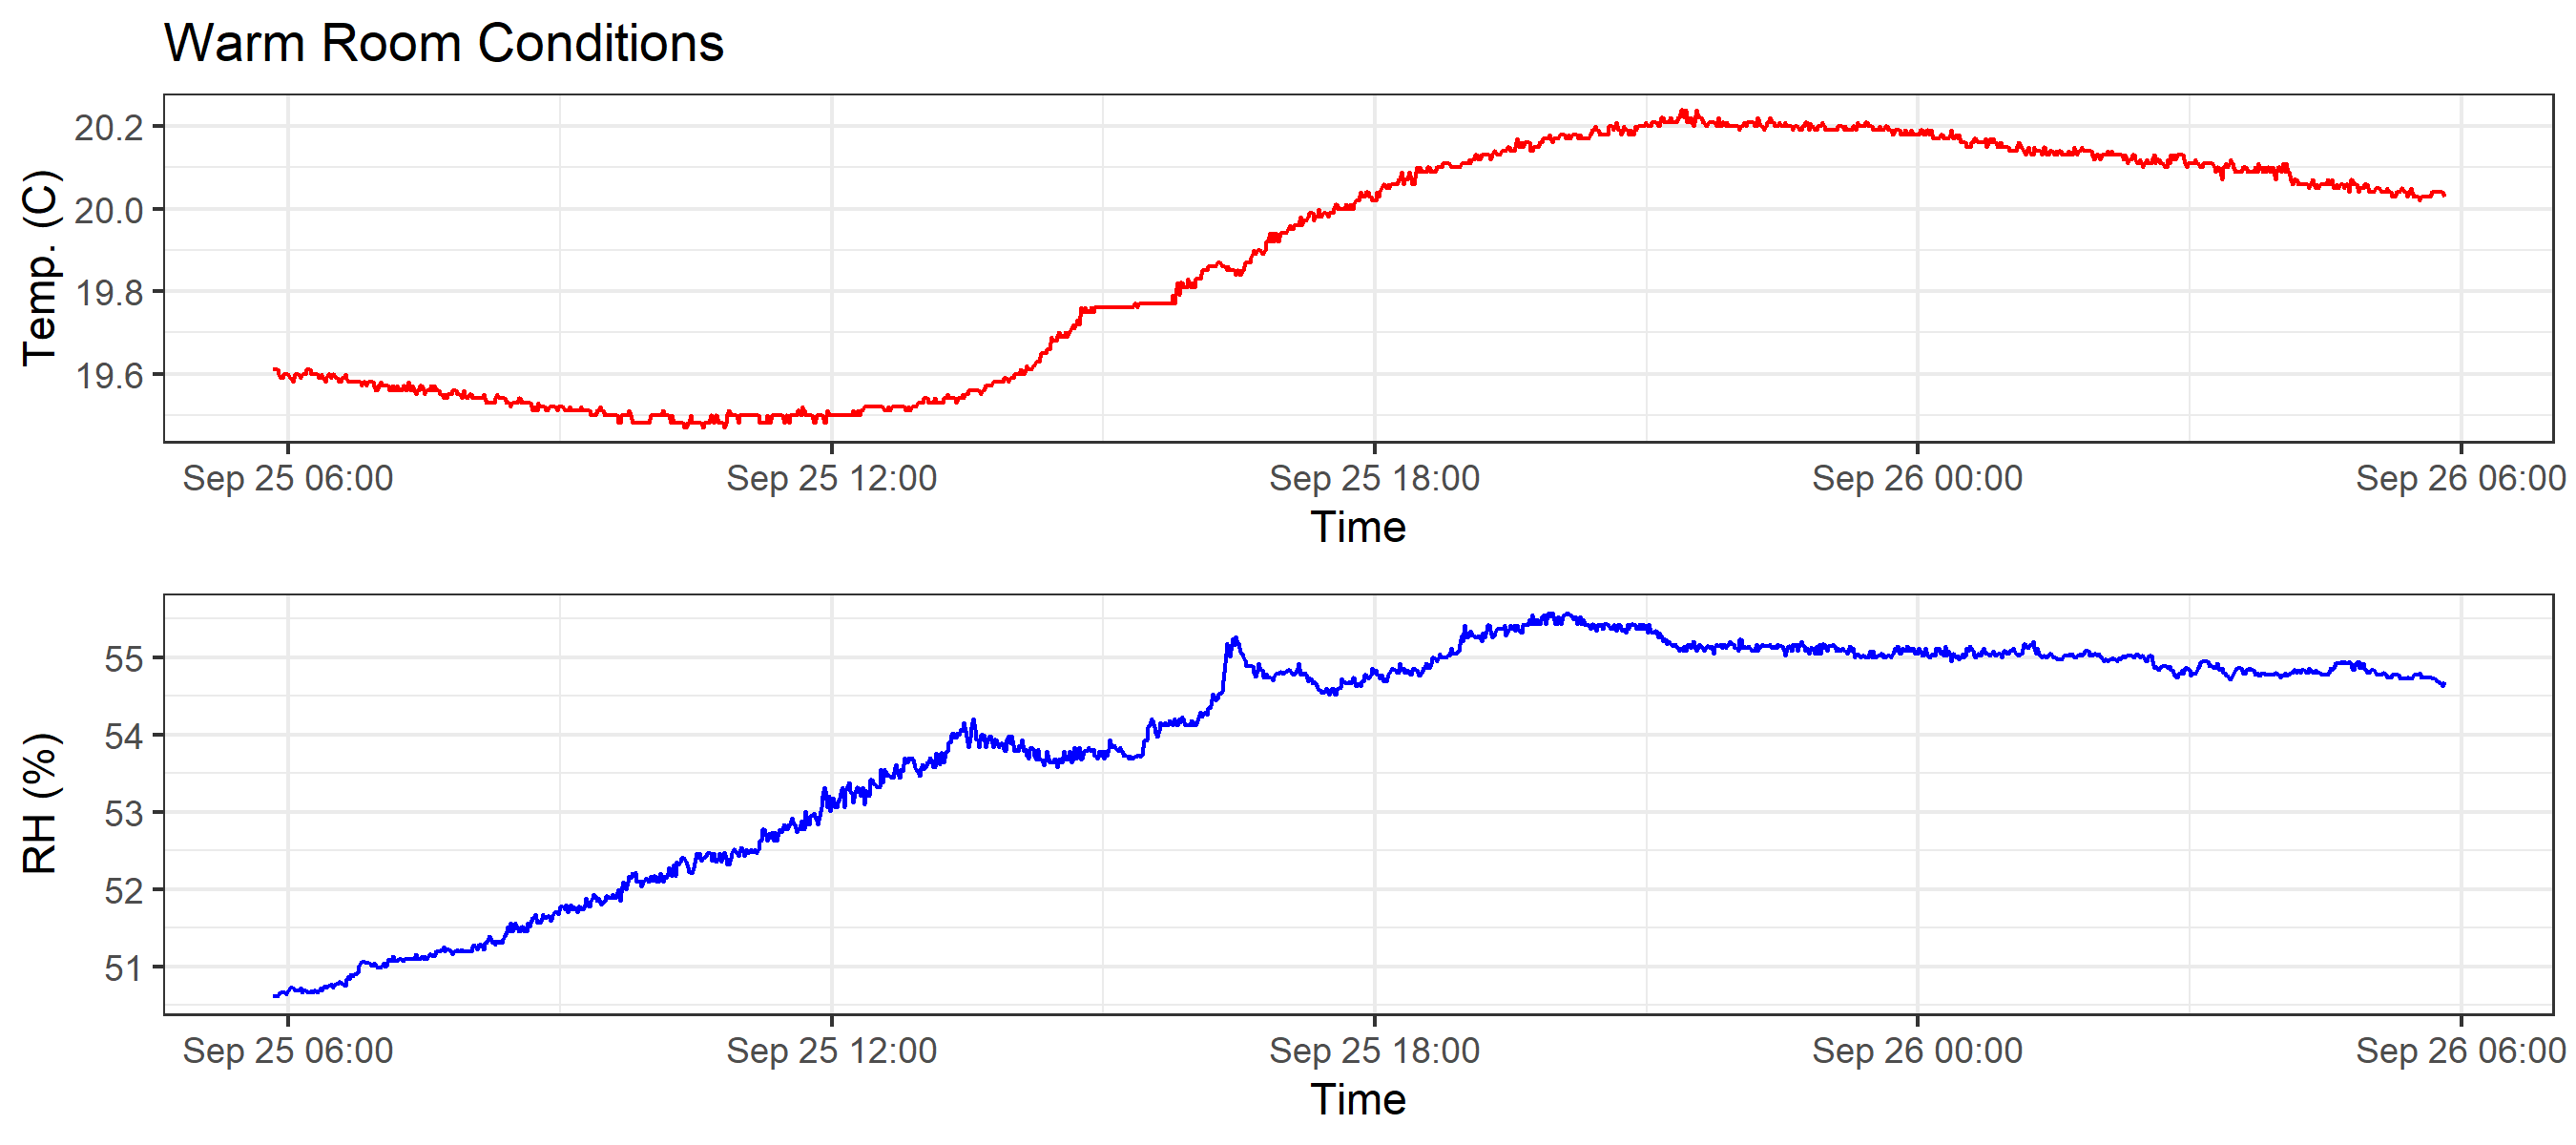 Warm Room Conditions
Temp. (C)
20.2
20.0
19.8
19.6
Sep 25 06:00 Sep 25 12:00 Sep 25 18:00 Sep 26 00:00 Sep 26 06:00
Time
RH (%)
55
54
53
52
51
Sep 25 06:00 Sep 25 12:00 Sep 25 18:00 Sep 26 00:00 Sep 26 06:00
Time